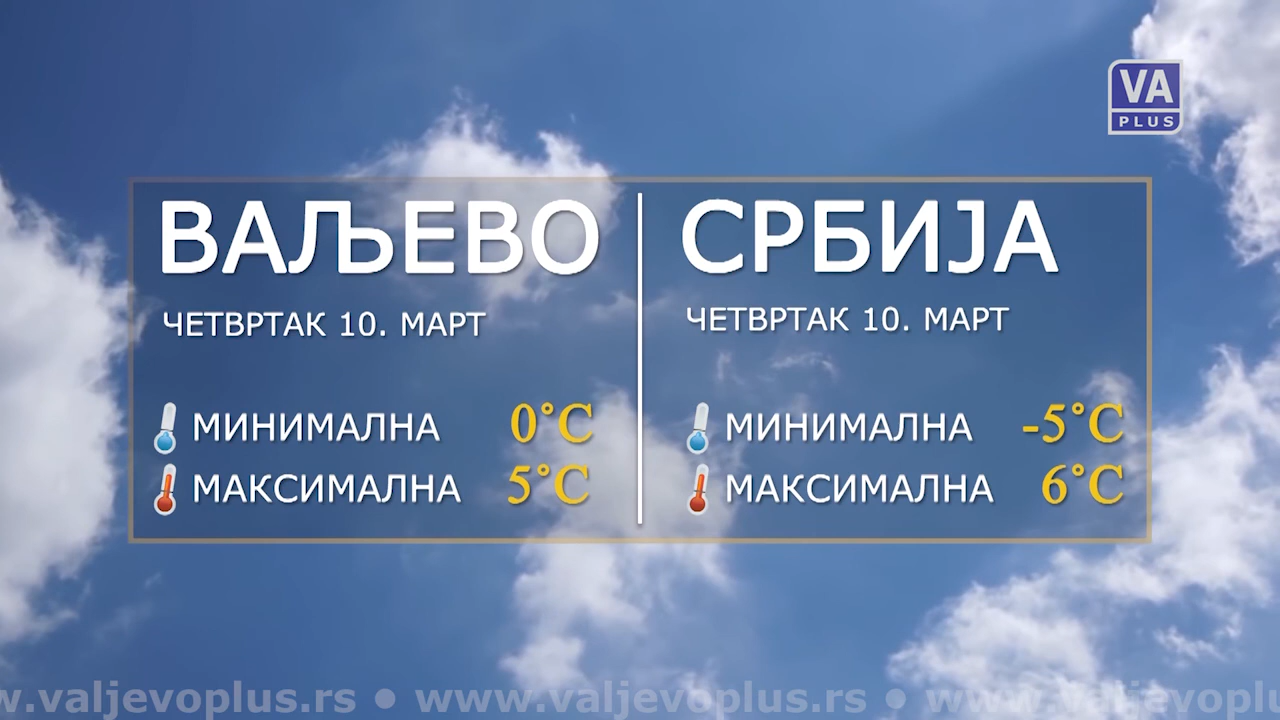 VA
PLUS
ВАЉЕВО
ЧЕТВРТАК 10. МАРТ
МИНИМАЛНА 0°C
МАКСИМАЛНА 5°C
СРБИЈА
ЧЕТВРТАК 10. МАРТ
МИНИМАЛНА -5°C
МАКСИМАЛНА 6°C
w.valjevoplus.rs ● www.valjevoplus.rs ● www.valjevoplus